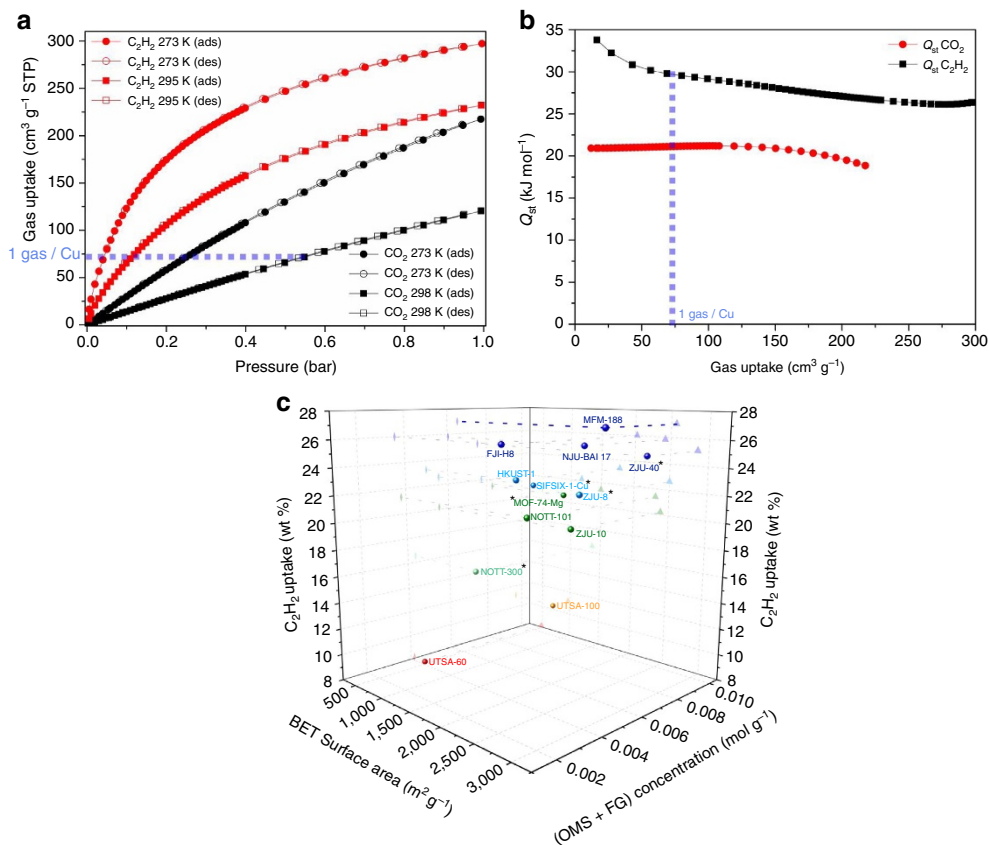 a
Gas uptake (cm³ g⁻¹ STP)
300
250
200
150
100
50
0
C₂H₂ 273 K (ads)
C₂H₂ 273 K (des)
C₂H₂ 295 K (ads)
C₂H₂ 295 K (des)
1 gas / Cu
CO₂ 273 K (ads)
CO₂ 273 K (des)
CO₂ 298 K (ads)
CO₂ 298 K (des)
0.0 0.2 0.4 0.6 0.8 1.0
Pressure (bar)
b
Qst (kJ mol⁻¹)
35
30
25
20
15
10
5
0
Qst CO₂
Qst C₂H₂
1 gas / Cu
0 50 100 150 200 250 300
Gas uptake (cm³ g⁻¹)
c
C₂H₂ uptake (wt %)
28
26
24
22
20
18
16
14
12
10
8
MFM-188
FJI-H8
NJU-BAI 17
ZJU-40*
HKUST-1
SIFSIX-1-Cu*
*MOF-74-Mg
ZJU-8*
NOTT-101
ZJU-10
NOTT-300*
UTSA-100
UTSA-60
28
26
24
22
20
18
16
14
12
10
8
C₂H₂ uptake (wt %)
500
1,000
1,500
2,000
2,500
3,000
BET Surface area (m² g⁻¹)
0.002
0.004
0.006
0.008
0.010
(OMS + FG) concentration (mol g⁻¹)